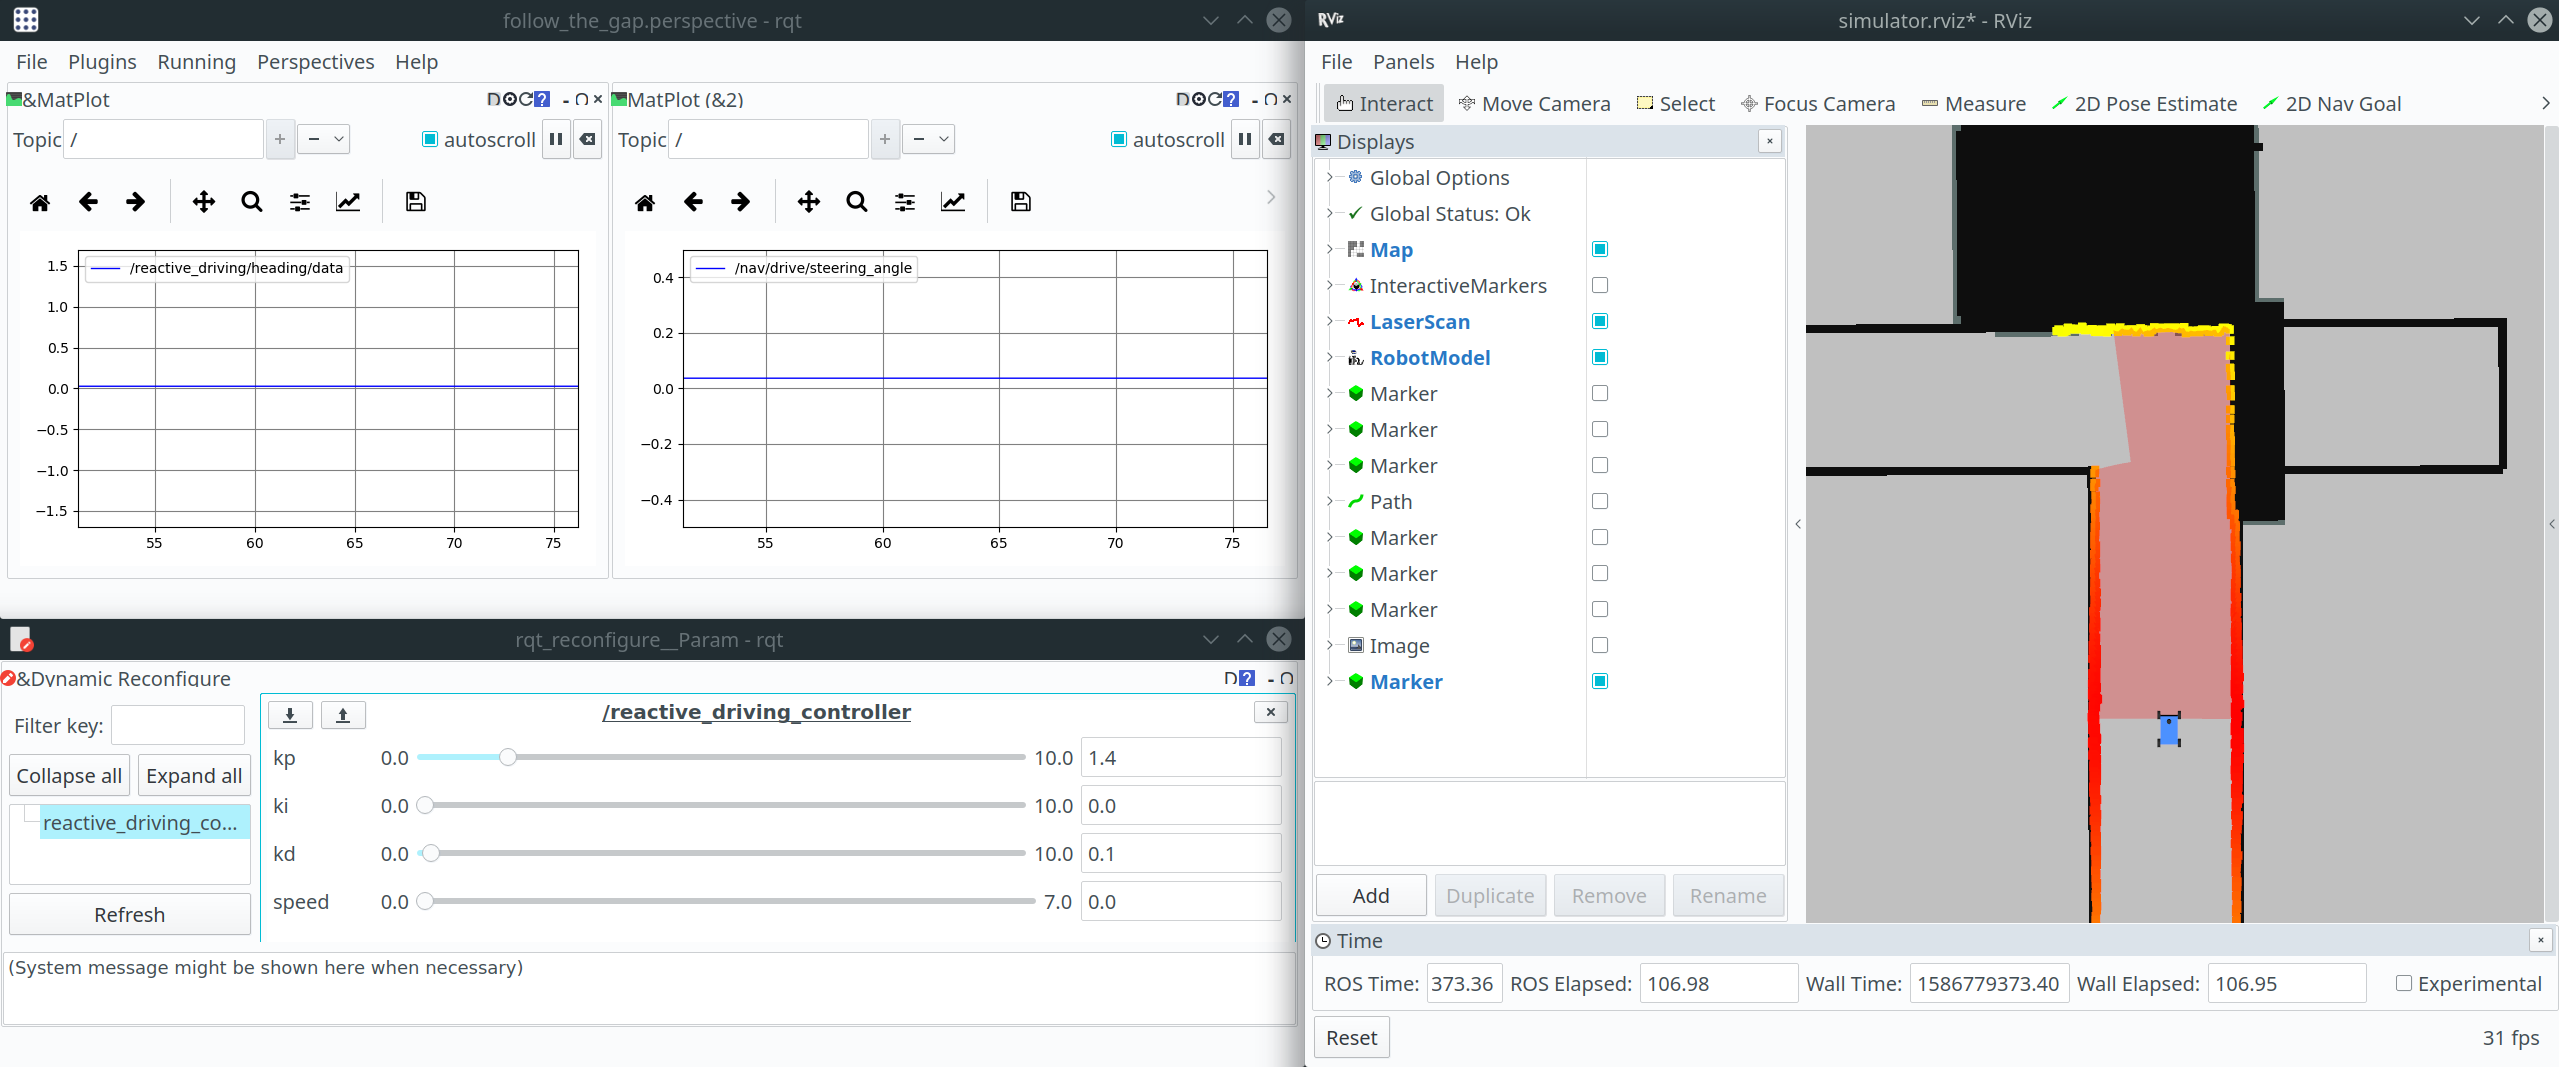 follow_the_gap.perspective - rqt
File Plugins Running Perspectives Help
&MatPlot D ? - O ×
Topic / + − autoscroll
1.5
1.0
0.5
0.0
−0.5
−1.0
−1.5
/reactive_driving/heading/data
55 60 65 70 75
MatPlot (&2) D ? - O ×
Topic / + − autoscroll
0.4
0.2
0.0
−0.2
−0.4
/nav/drive/steering_angle
55 60 65 70 75
rqt_reconfigure__Param - rqt
&Dynamic Reconfigure D ? - O
Filter key:
Collapse all Expand all
reactive_driving_co...
Refresh
/reactive_driving_controller
kp 0.0 10.0 1.4
ki 0.0 10.0 0.0
kd 0.0 10.0 0.1
speed 0.0 7.0 0.0
(System message might be shown here when necessary)
RViz simulator.rviz* - RViz
File Panels Help
Interact Move Camera Select Focus Camera Measure 2D Pose Estimate 2D Nav Goal
Displays
Global Options
Global Status: Ok
Map
InteractiveMarkers
LaserScan
RobotModel
Marker
Marker
Marker
Path
Marker
Marker
Marker
Image
Marker
Add Duplicate Remove Rename
Time
ROS Time: 373.36 ROS Elapsed: 106.98 Wall Time: 1586779373.40 Wall Elapsed: 106.95 Experimental
Reset 31 fps